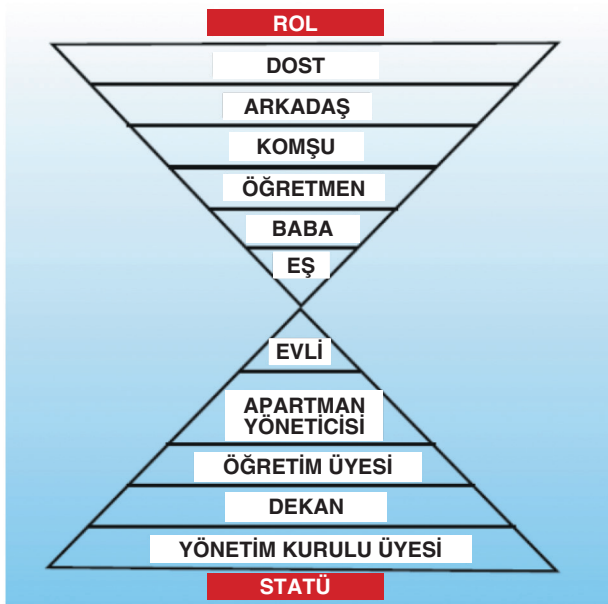 ROL
DOST
ARKADAŞ
KOMŞU
ÖĞRETMEN
BABA
EŞ
EVLİ
APARTMAN
YÖNETİCİSİ
ÖĞRETİM ÜYESİ
DEKAN
YÖNETİM KURULU ÜYESİ
STATÜ